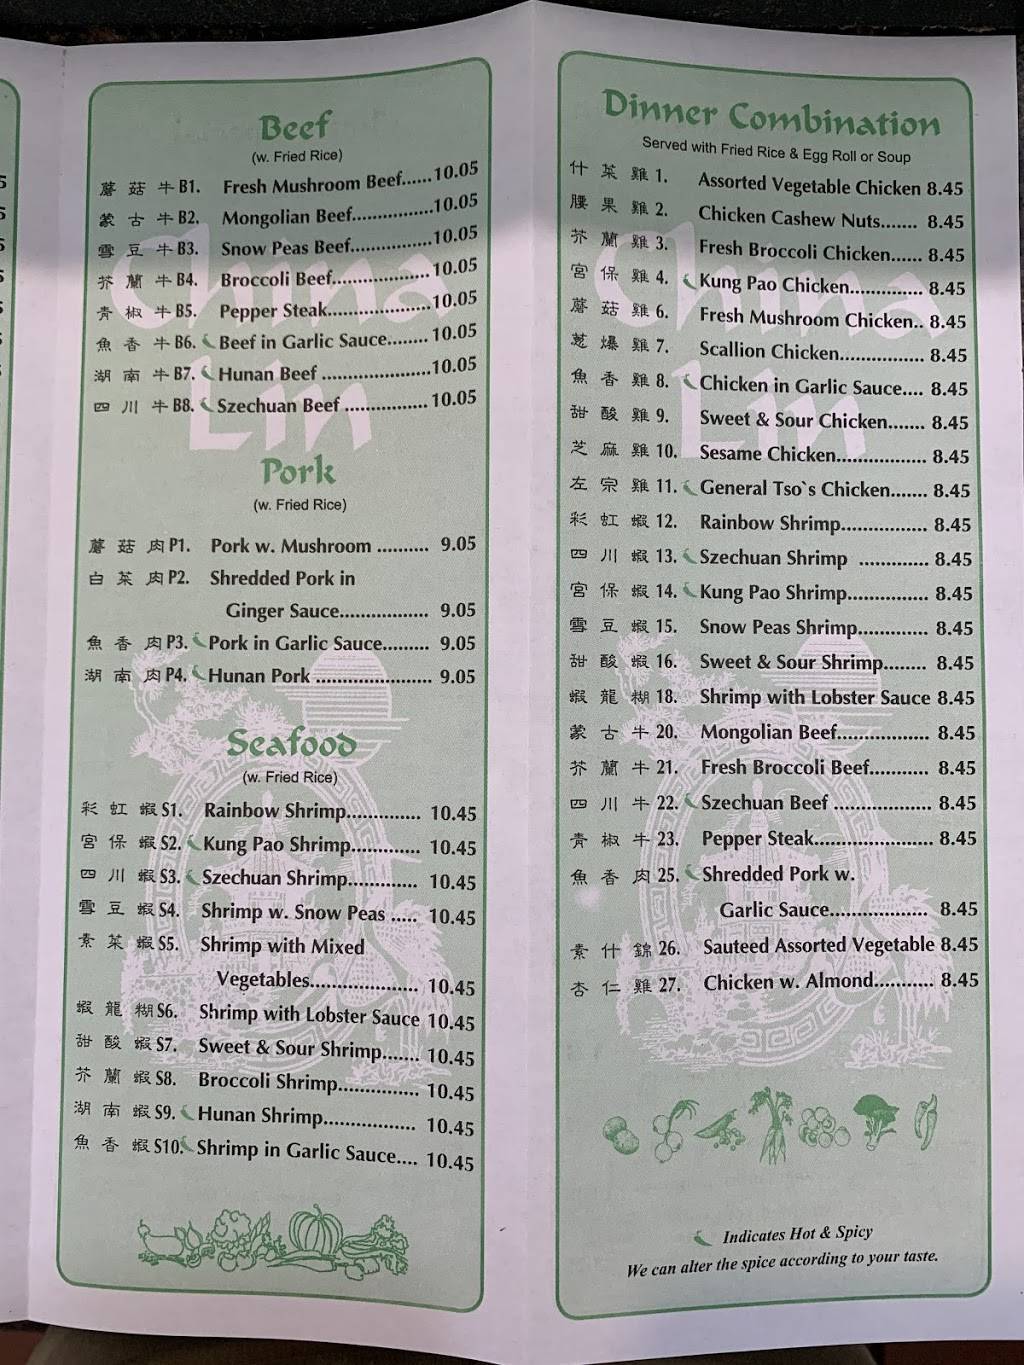 Beef
(w. Fried Rice)
蘑 菇 牛 B1. Fresh Mushroom Beef......10.05
蒙 古 牛 B2. Mongolian Beef................10.05
雪 豆 牛 B3. Snow Peas Beef................10.05
芥 蘭 牛 B4. Broccoli Beef...................10.05
青 椒 牛 B5. Pepper Steak....................10.05
魚 香 牛 B6. Beef in Garlic Sauce........10.05
湖 南 牛 B7. Hunan Beef .....................10.05
四 川 牛 B8. Szechuan Beef ................10.05
Pork
(w. Fried Rice)
蘑 菇 肉 P1. Pork w. Mushroom .......... 9.05
白 菜 肉 P2. Shredded Pork in
Ginger Sauce................. 9.05
魚 香 肉 P3. Pork in Garlic Sauce......... 9.05
湖 南 肉 P4. Hunan Pork ...................... 9.05
Seafood
(w. Fried Rice)
彩 虹 蝦 S1. Rainbow Shrimp.............. 10.45
宮 保 蝦 S2. Kung Pao Shrimp............. 10.45
四 川 蝦 S3. Szechuan Shrimp............. 10.45
雪 豆 蝦 S4. Shrimp w. Snow Peas ..... 10.45
素 菜 蝦 S5. Shrimp with Mixed
Vegetables.................... 10.45
蝦 龍 糊 S6. Shrimp with Lobster Sauce 10.45
甜 酸 蝦 S7. Sweet & Sour Shrimp....... 10.45
芥 蘭 蝦 S8. Broccoli Shrimp............... 10.45
湖 南 蝦 S9. Hunan Shrimp................. 10.45
魚 香 蝦 S10. Shrimp in Garlic Sauce.... 10.45
Dinner Combination
Served with Fried Rice & Egg Roll or Soup
什 菜 雞 1. Assorted Vegetable Chicken 8.45
腰 果 雞 2. Chicken Cashew Nuts....... 8.45
芥 蘭 雞 3. Fresh Broccoli Chicken...... 8.45
宮 保 雞 4. Kung Pao Chicken.............. 8.45
蘑 菇 雞 6. Fresh Mushroom Chicken.. 8.45
蔥 爆 雞 7. Scallion Chicken................ 8.45
魚 香 雞 8. Chicken in Garlic Sauce.... 8.45
甜 酸 雞 9. Sweet & Sour Chicken....... 8.45
芝 麻 雞 10. Sesame Chicken................. 8.45
左 宗 雞 11. General Tso`s Chicken....... 8.45
彩 虹 蝦 12. Rainbow Shrimp................ 8.45
四 川 蝦 13. Szechuan Shrimp ............. 8.45
宮 保 蝦 14. Kung Pao Shrimp............... 8.45
雪 豆 蝦 15. Snow Peas Shrimp............. 8.45
甜 酸 蝦 16. Sweet & Sour Shrimp........ 8.45
蝦 龍 糊 18. Shrimp with Lobster Sauce 8.45
蒙 古 牛 20. Mongolian Beef................. 8.45
芥 蘭 牛 21. Fresh Broccoli Beef........... 8.45
四 川 牛 22. Szechuan Beef .................. 8.45
青 椒 牛 23. Pepper Steak...................... 8.45
魚 香 肉 25. Shredded Pork w.
Garlic Sauce.................. 8.45
素 什 錦 26. Sauteed Assorted Vegetable 8.45
杏 仁 雞 27. Chicken w. Almond........... 8.45
China
Lin
China
Lin
Indicates Hot & Spicy
We can alter the spice according to your taste.